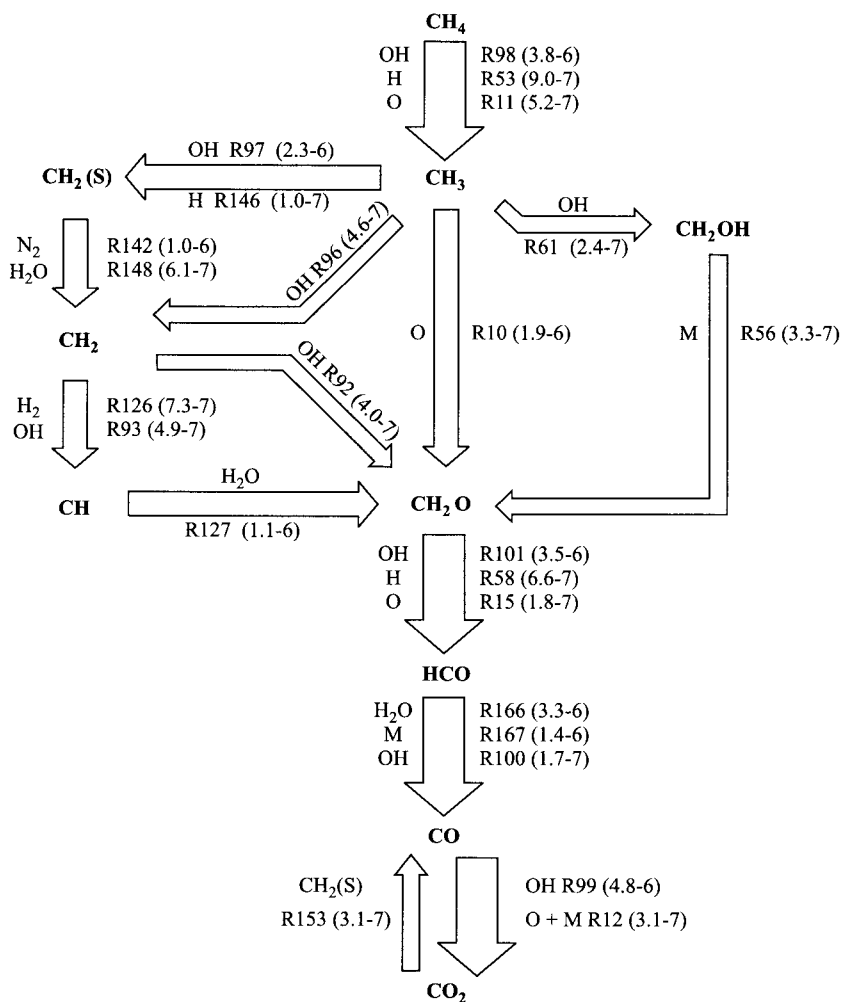 CH₄
OH R98 (3.8-6)
H R53 (9.0-7)
O R11 (5.2-7)
OH R97 (2.3-6)
CH₂(S)
CH₃
H R146 (1.0-7)
OH
CH₂OH
R61 (2.4-7)
N₂ R142 (1.0-6)
H₂O R148 (6.1-7)
OH R96 (4.6-7)
CH₂
O R10 (1.9-6)
M R56 (3.3-7)
OH R92 (4.0-7)
H₂ R126 (7.3-7)
OH R93 (4.9-7)
CH
H₂O
R127 (1.1-6)
CH₂O
OH R101 (3.5-6)
H R58 (6.6-7)
O R15 (1.8-7)
HCO
H₂O R166 (3.3-6)
M R167 (1.4-6)
OH R100 (1.7-7)
CO
CH₂(S)
R153 (3.1-7)
OH R99 (4.8-6)
O + M R12 (3.1-7)
CO₂